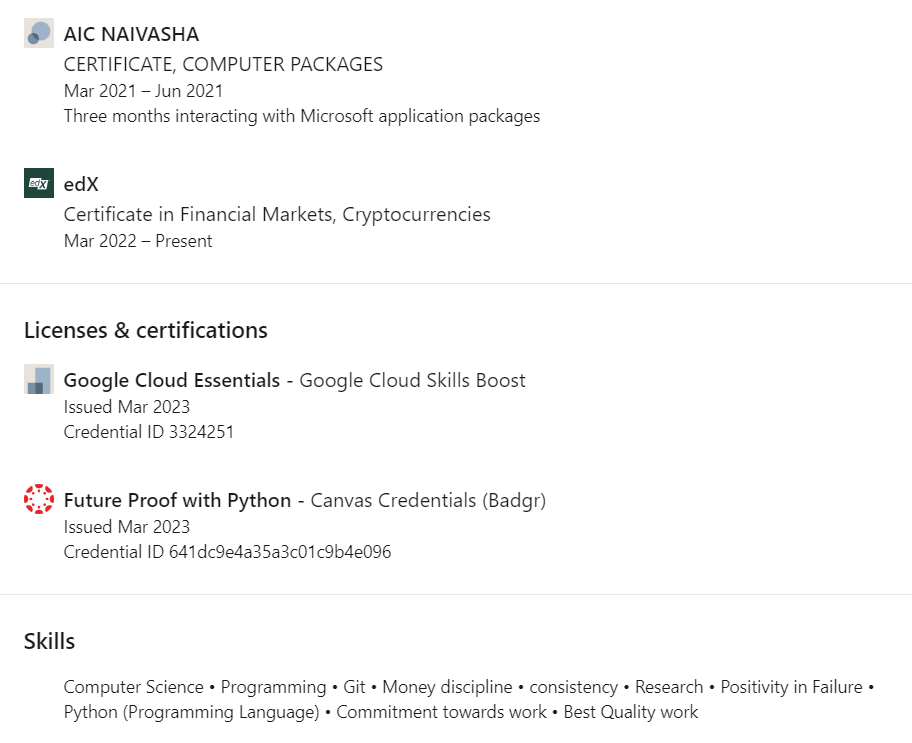 AIC NAIVASHA
CERTIFICATE, COMPUTER PACKAGES
Mar 2021 – Jun 2021
Three months interacting with Microsoft application packages
edX
edX
Certificate in Financial Markets, Cryptocurrencies
Mar 2022 – Present
Licenses & certifications
Google Cloud Essentials - Google Cloud Skills Boost
Issued Mar 2023
Credential ID 3324251
Future Proof with Python - Canvas Credentials (Badgr)
Issued Mar 2023
Credential ID 641dc9e4a35a3c01c9b4e096
Skills
Computer Science • Programming • Git • Money discipline • consistency • Research • Positivity in Failure •
Python (Programming Language) • Commitment towards work • Best Quality work